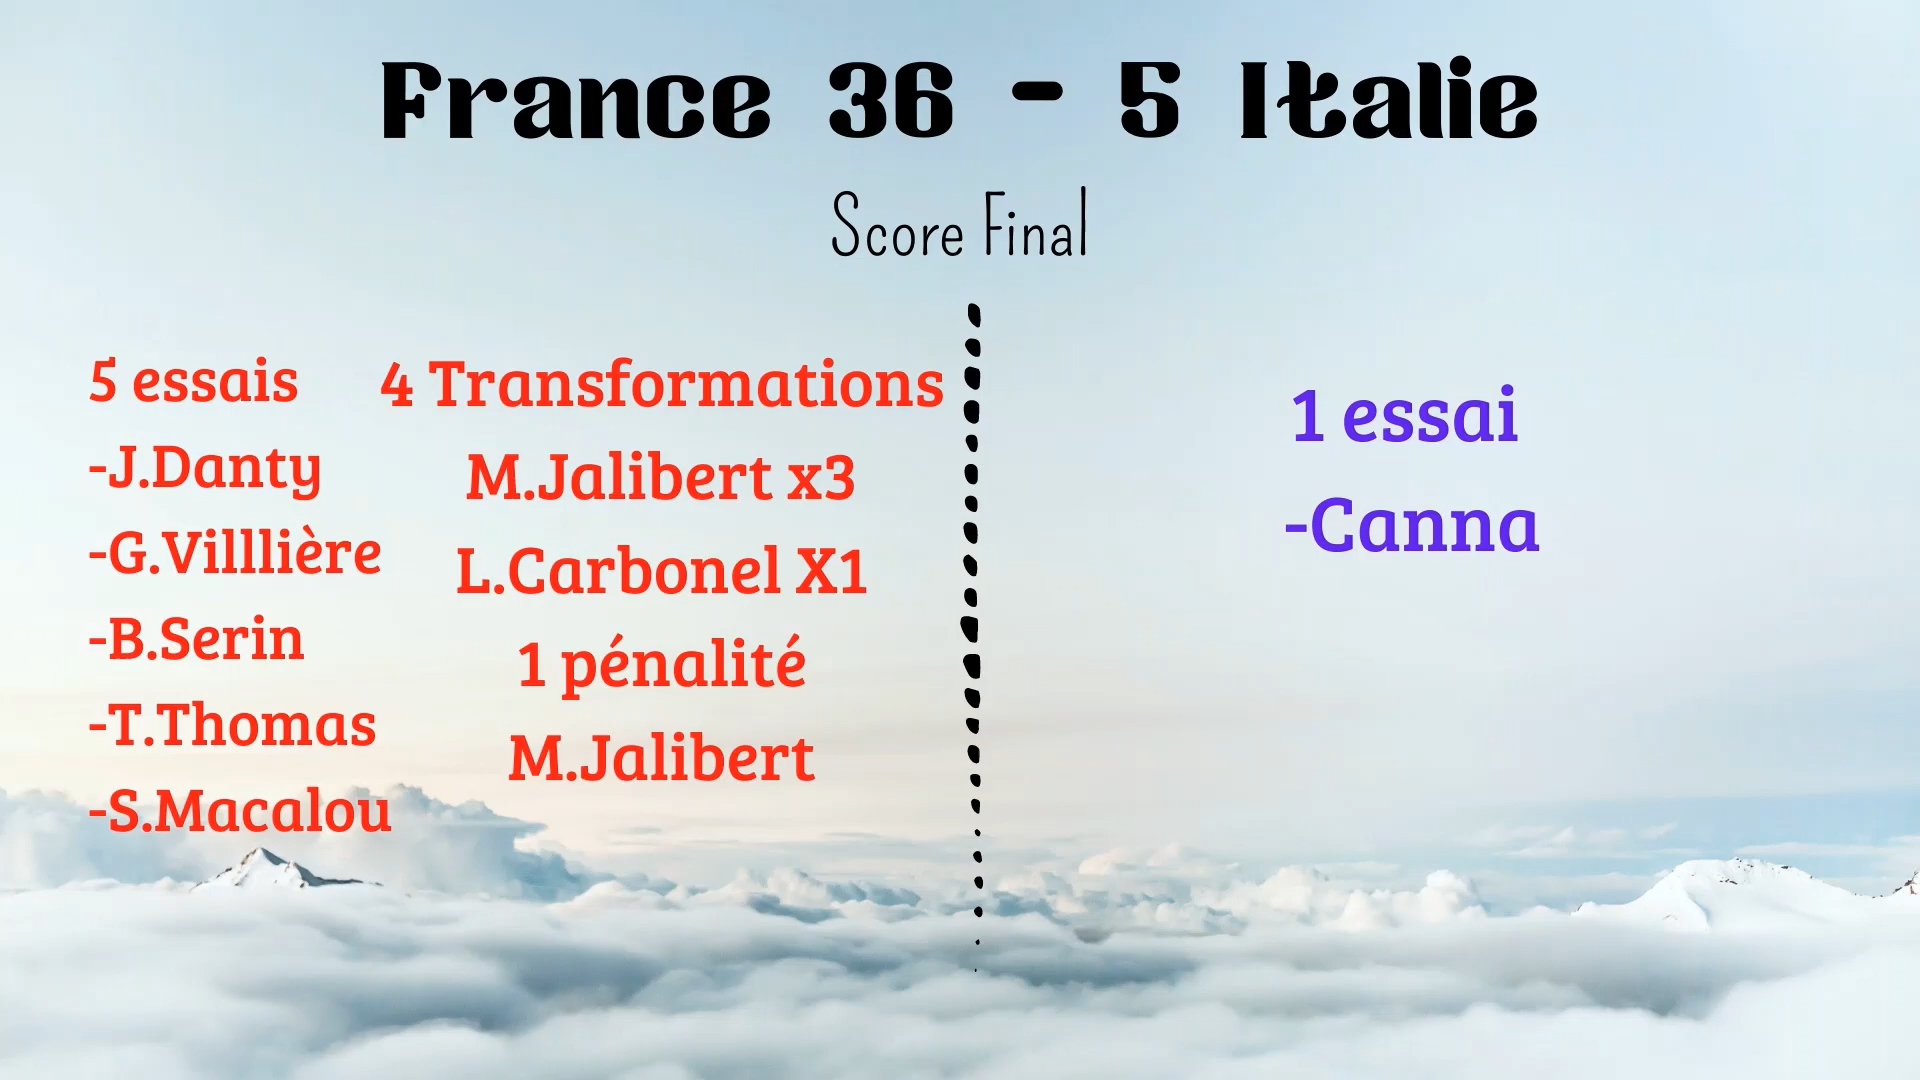 France 36 - 5 Italie
Score Final
5 essais
-J.Danty
-G.Villlière
-B.Serin
-T.Thomas
-S.Macalou
4 Transformations
M.Jalibert x3
L.Carbonel X1
1 pénalité
M.Jalibert
1 essai
-Canna